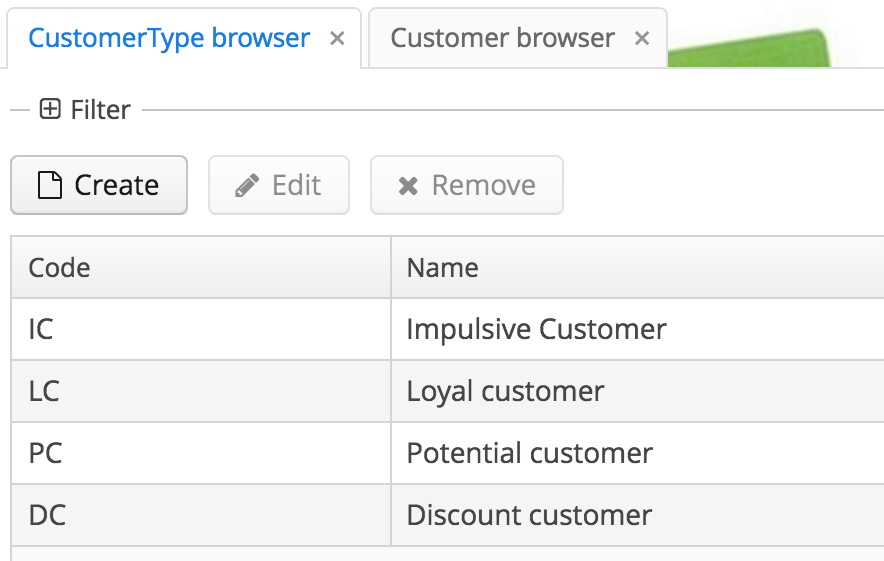 CustomerType browser × Customer browser ×
Filter
Create Edit Remove
Code Name
IC Impulsive Customer
LC Loyal customer
PC Potential customer
DC Discount customer